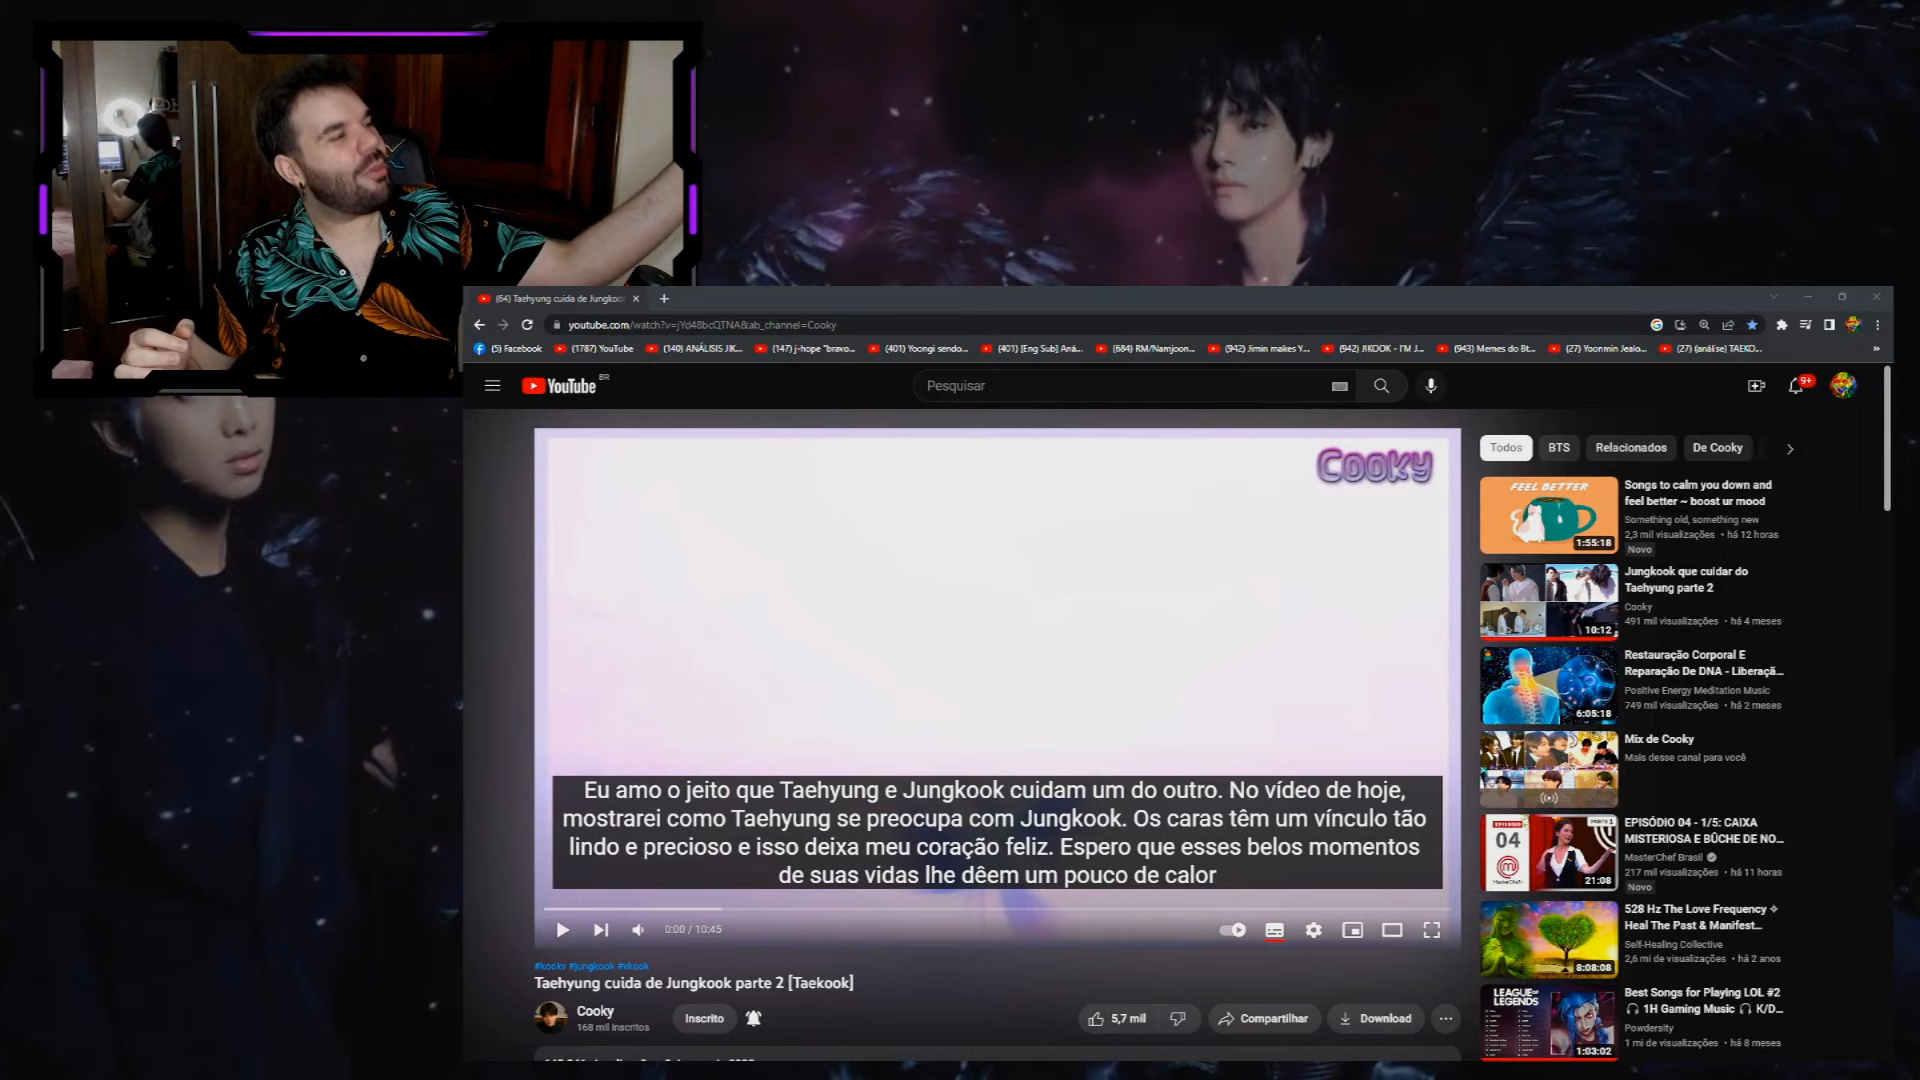 (64) Taehyung cuida de Jungkoo
youtube.com/watch?v=jYd48bcQTNA&ab_channel=Cooky
(5) Facebook
(1787) YouTube
(140) ANÁLISIS JIK...
(147) j-hope "bravo...
(401) Yoongi sendo...
(401) [Eng Sub] Aná...
(684) RM/Namjoon...
(942) Jimin makes Y...
(942) JIKOOK - I'M J...
(943) Memes do Bt...
(27) Yoonmin Jealo...
(27) (análise) TAEKO...
YouTube BR
Pesquisar
9+
Cooky
Eu amo o jeito que Taehyung e Jungkook cuidam um do outro. No vídeo de hoje,
mostrarei como Taehyung se preocupa com Jungkook. Os caras têm um vínculo tão
lindo e precioso e isso deixa meu coração feliz. Espero que esses belos momentos
de suas vidas lhe dêem um pouco de calor
0:00 / 10:45
#kookv #jungkook #vkook
Taehyung cuida de Jungkook parte 2 [Taekook]
Cooky
168 mil inscritos
Inscrito
5,7 mil
Compartilhar
Download
Todos
BTS
Relacionados
De Cooky
FEEL BETTER
1:55:18
Songs to calm you down and
feel better ~ boost ur mood
Something old, something new
2,3 mil visualizações • há 12 horas
Novo
10:12
Jungkook que cuidar do
Taehyung parte 2
Cooky
491 mil visualizações • há 4 meses
6:05:18
Restauração Corporal E
Reparação De DNA - Liberaçã...
Positive Energy Meditation Music
749 mil visualizações • há 2 meses
Mix de Cooky
Mais desse canal para você
EPISÓDIO
04
PARTE 1
21:08
EPISÓDIO 04 - 1/5: CAIXA
MISTERIOSA E BÛCHE DE NO...
MasterChef Brasil
217 mil visualizações • há 11 horas
Novo
8:08:08
528 Hz The Love Frequency ✧
Heal The Past & Manifest...
Self-Healing Collective
2,6 mi de visualizações • há 2 anos
LEAGUE OF
LEGENDS
1:03:02
Best Songs for Playing LOL #2
🎧 1H Gaming Music 🎧 K/D...
Powdersity
1 mi de visualizações • há 8 meses